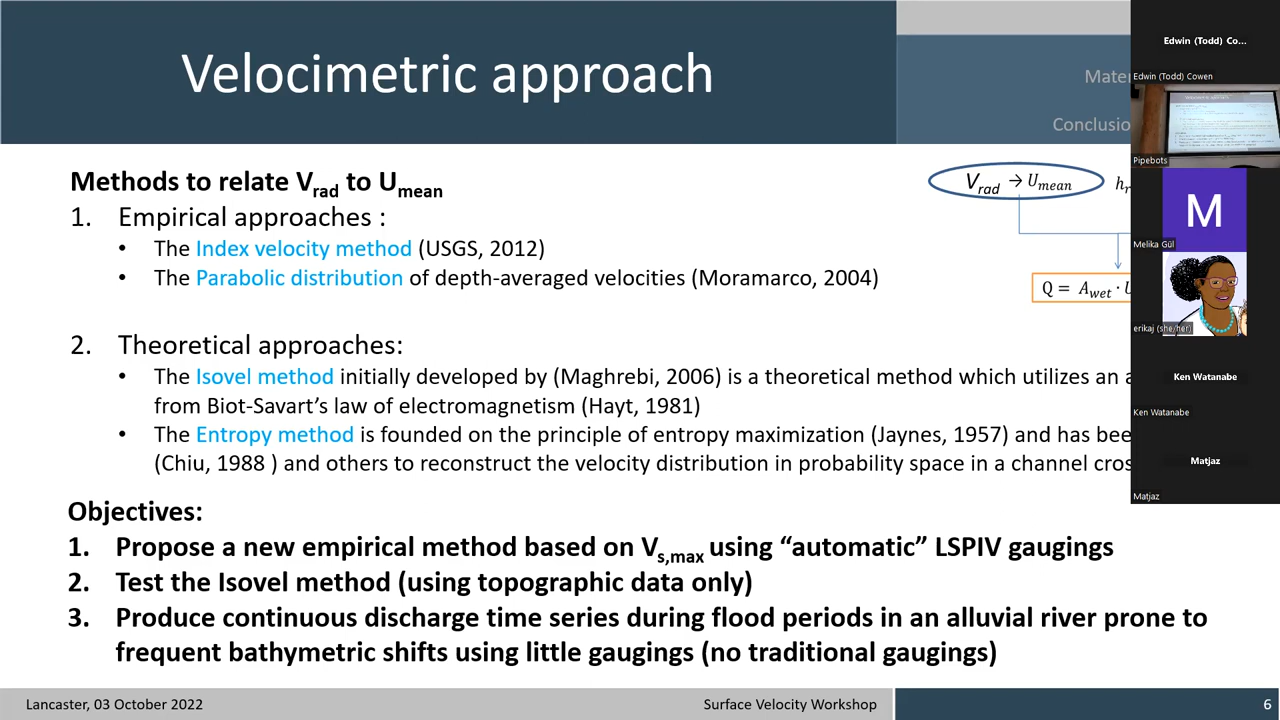 Velocimetric approach
Mater
Conclusio
Methods to relate Vrad to Umean
1. Empirical approaches :
• The Index velocity method (USGS, 2012)
• The Parabolic distribution of depth-averaged velocities (Moramarco, 2004)
Vrad → Umean
hr
Q = Awet · U
2. Theoretical approaches:
• The Isovel method initially developed by (Maghrebi, 2006) is a theoretical method which utilizes an a
from Biot-Savart’s law of electromagnetism (Hayt, 1981)
• The Entropy method is founded on the principle of entropy maximization (Jaynes, 1957) and has bee
(Chiu, 1988 ) and others to reconstruct the velocity distribution in probability space in a channel cros
Objectives:
1. Propose a new empirical method based on Vs,max using “automatic” LSPIV gaugings
2. Test the Isovel method (using topographic data only)
3. Produce continuous discharge time series during flood periods in an alluvial river prone to
frequent bathymetric shifts using little gaugings (no traditional gaugings)
Lancaster, 03 October 2022
Surface Velocity Workshop
6
Edwin (Todd) Co...
Edwin (Todd) Cowen
Pipebots
M
Melika Gül
erikaj (she/her)
Ken Watanabe
Ken Watanabe
Matjaz
Matjaz